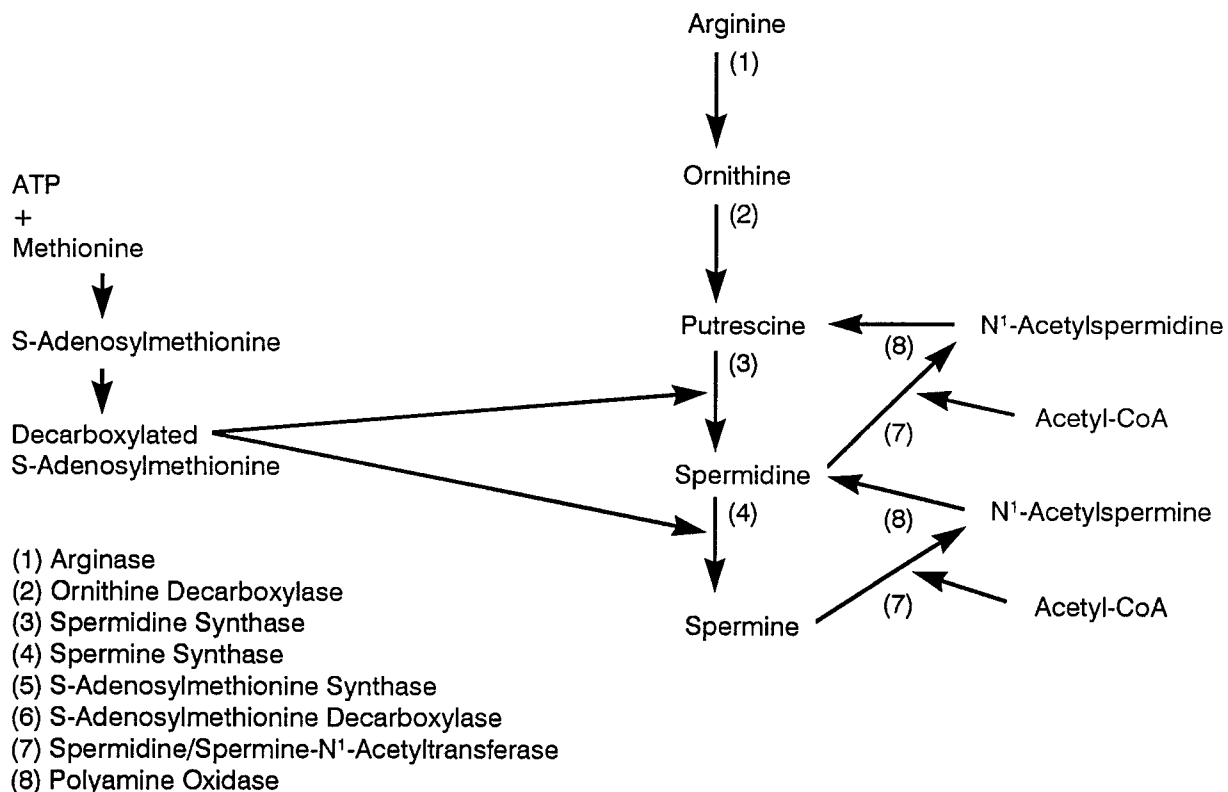 Arginine
(1)
Ornithine
(2)
ATP
+
Methionine
S-Adenosylmethionine
Decarboxylated
S-Adenosylmethionine
Putrescine
(3)
(8)
N¹-Acetylspermidine
Acetyl-CoA
(7)
Spermidine
(4)
(8)
N¹-Acetylspermine
Acetyl-CoA
(7)
Spermine
(1) Arginase
(2) Ornithine Decarboxylase
(3) Spermidine Synthase
(4) Spermine Synthase
(5) S-Adenosylmethionine Synthase
(6) S-Adenosylmethionine Decarboxylase
(7) Spermidine/Spermine-N¹-Acetyltransferase
(8) Polyamine Oxidase